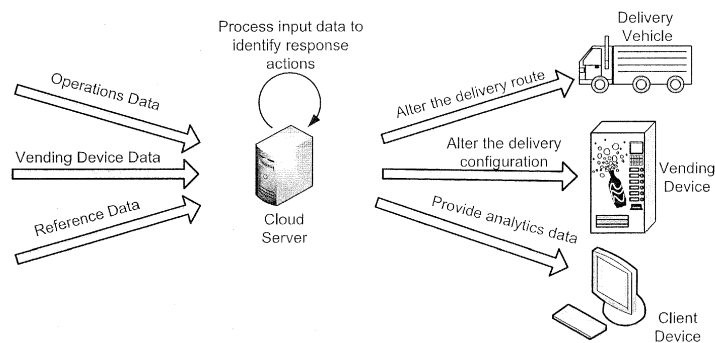 Process input data to
identify response
actions
Operations Data
Vending Device Data
Reference Data
Cloud
Server
Alter the delivery route
Alter the delivery
configuration
Provide analytics data
Delivery
Vehicle
Vending
Device
Client
Device